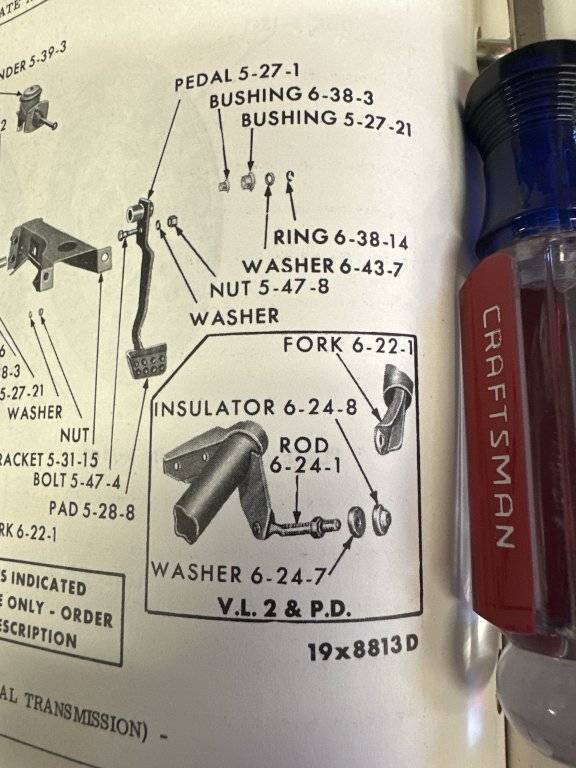 ATE
NDER 5-39-3
2
PEDAL 5-27-1
BUSHING 6-38-3
BUSHING 5-27-21
RING 6-38-14
WASHER 6-43-7
NUT 5-47-8
WASHER
6
8-3
5-27-21
WASHER
NUT
RACKET 5-31-15
BOLT 5-47-4
PAD 5-28-8
RK 6-22-1
FORK 6-22-1
INSULATOR 6-24-8
ROD
6-24-1
WASHER 6-24-7
V.L. 2 & P.D.
S INDICATED
E ONLY - ORDER
ESCRIPTION
19x8813D
AL TRANSMISSION) -
CRAFTSMAN